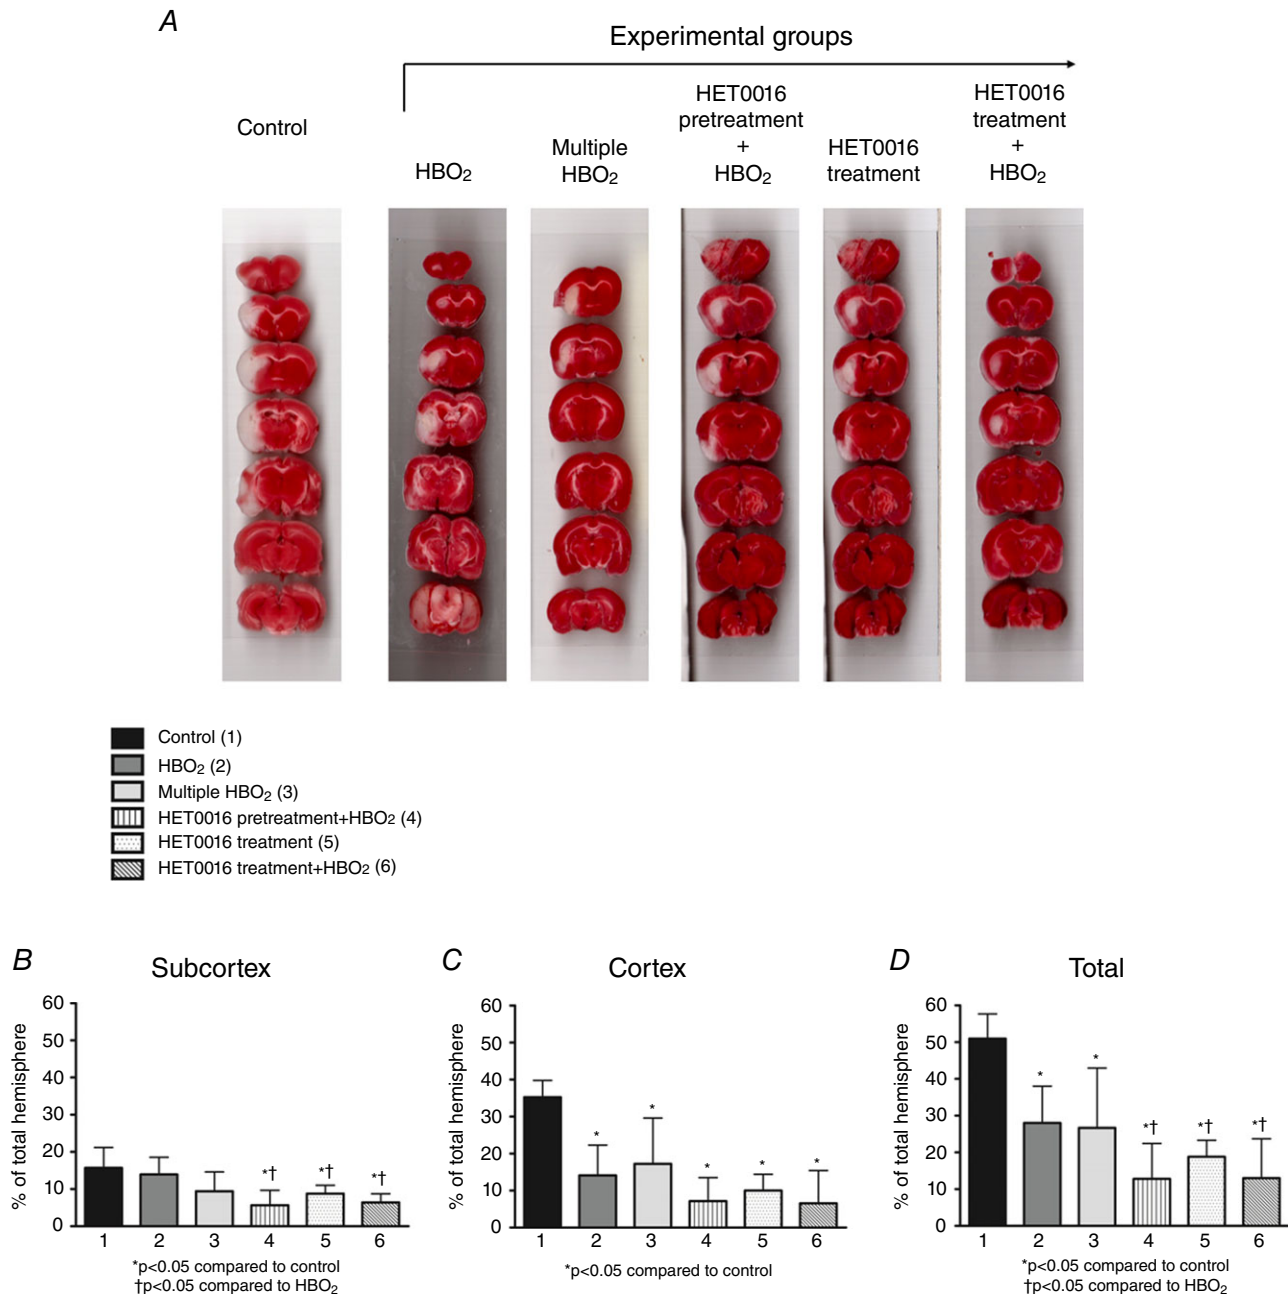 A
Experimental groups
Control
HBO2
Multiple
HBO2
HET0016
pretreatment
+
HBO2
HET0016
treatment
HET0016
treatment
+
HBO2
Control (1)
HBO2 (2)
Multiple HBO2 (3)
HET0016 pretreatment+HBO2 (4)
HET0016 treatment (5)
HET0016 treatment+HBO2 (6)
B
Subcortex
% of total hemisphere
60
50
40
30
20
10
0
*†
*†
*†
1 2 3 4 5 6
*p<0.05 compared to control
†p<0.05 compared to HBO2
C
Cortex
% of total hemisphere
60
50
40
30
20
10
0
*
*
*
*
*
1 2 3 4 5 6
*p<0.05 compared to control
D
Total
% of total hemisphere
60
50
40
30
20
10
0
*
*
*†
*†
*†
1 2 3 4 5 6
*p<0.05 compared to control
†p<0.05 compared to HBO2